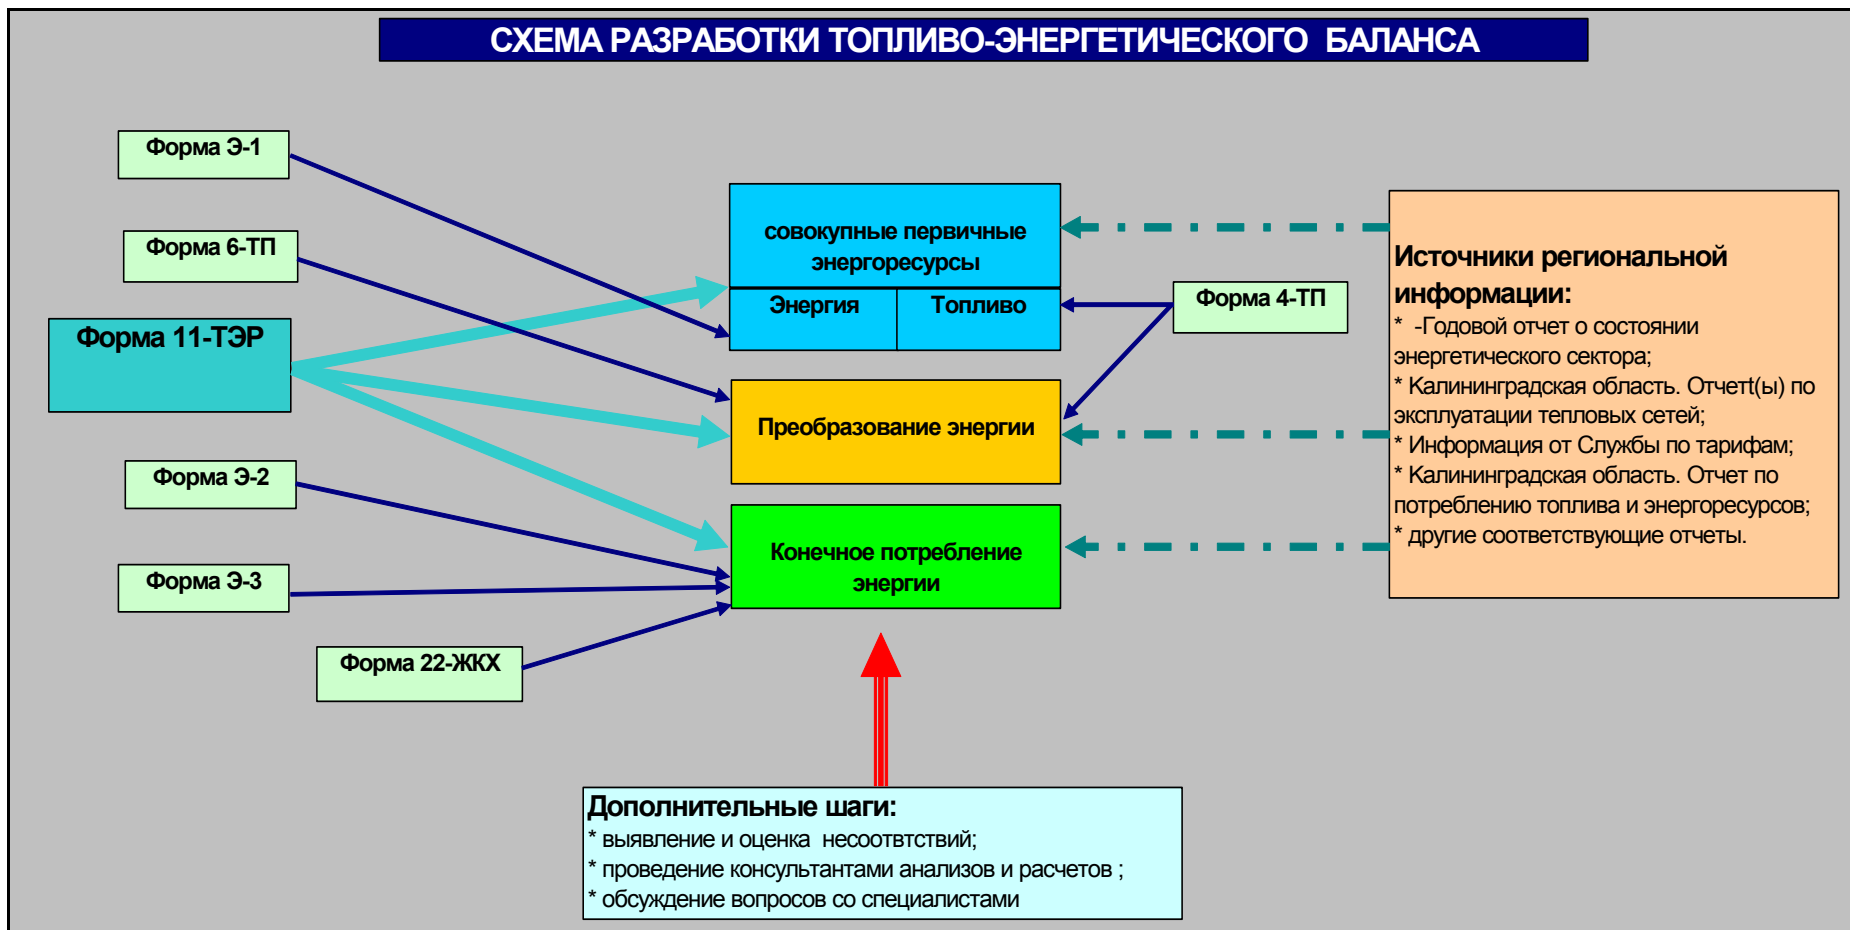 СХЕМА РАЗРАБОТКИ ТОПЛИВО-ЭНЕРГЕТИЧЕСКОГО БАЛАНСА
Форма Э-1
Форма 6-ТП
Форма 11-ТЭР
Форма Э-2
Форма Э-3
Форма 22-ЖКХ
совокупные первичные
энергоресурсы
Энергия
Топливо
Преобразование энергии
Конечное потребление
энергии
Форма 4-ТП
Источники региональной
информации:
* -Годовой отчет о состоянии
энергетического сектора;
* Калининградская область. Отчеtt(ы) по
эксплуатации тепловых сетей;
* Информация от Службы по тарифам;
* Калининградская область. Отчет по
потреблению топлива и энергоресурсов;
* другие соответствующие отчеты.
Дополнительные шаги:
* выявление и оценка несоотвтствий;
* проведение консультантами анализов и расчетов ;
* обсуждение вопросов со специалистами